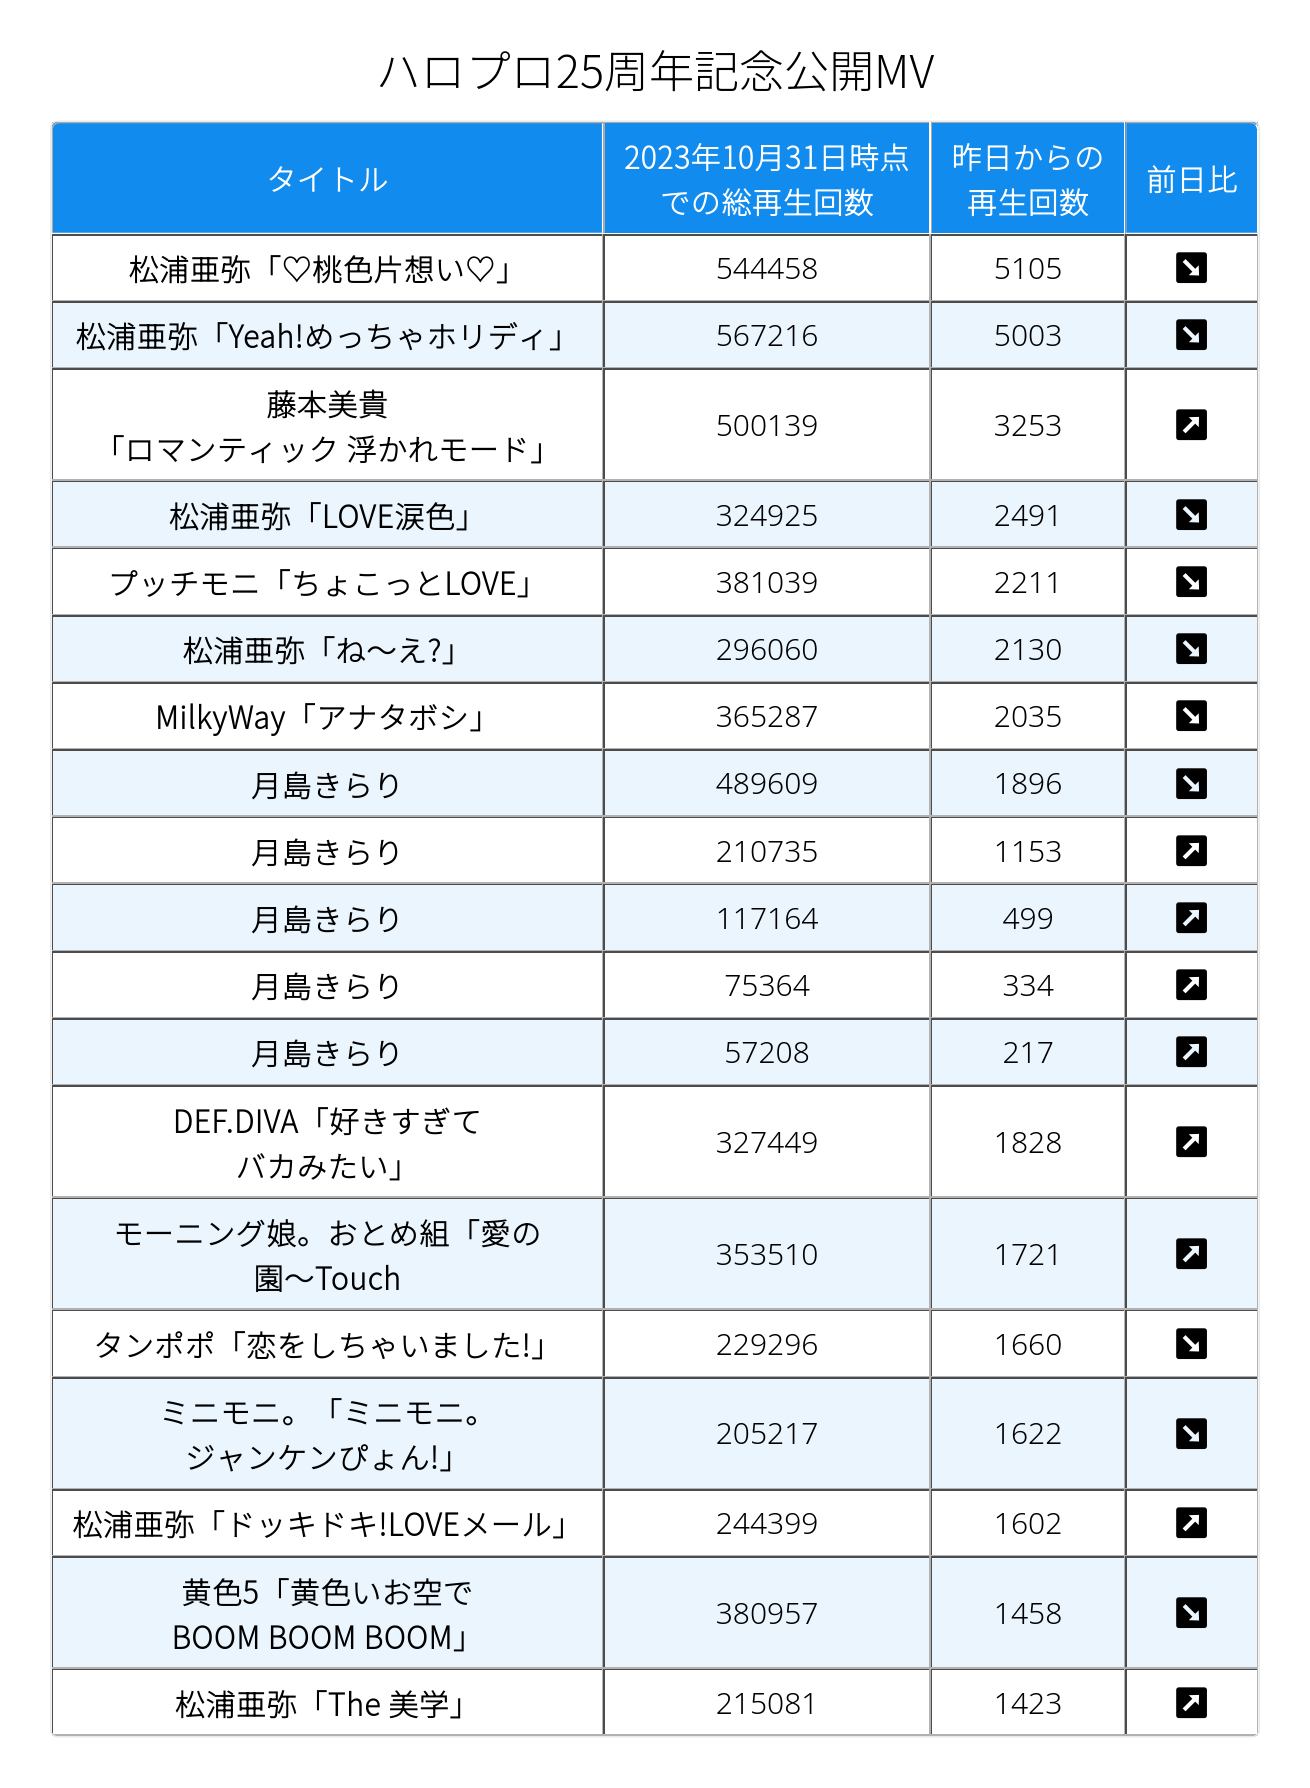 ハロプロ25周年記念公開MV
タイトル
2023年10月31日時点
での総再生回数
昨日からの
再生回数
前日比
松浦亜弥「♡桃色片想い♡」 544458 5105 ↘
松浦亜弥「Yeah!めっちゃホリディ」 567216 5003 ↘
藤本美貴
「ロマンティック 浮かれモード」 500139 3253 ↗
松浦亜弥「LOVE涙色」 324925 2491 ↘
プッチモニ「ちょこっとLOVE」 381039 2211 ↘
松浦亜弥「ね～え?」 296060 2130 ↘
MilkyWay「アナタボシ」 365287 2035 ↘
月島きらり 489609 1896 ↘
月島きらり 210735 1153 ↗
月島きらり 117164 499 ↗
月島きらり 75364 334 ↗
月島きらり 57208 217 ↗
DEF.DIVA「好きすぎて
バカみたい」 327449 1828 ↗
モーニング娘。おとめ組「愛の
園～Touch 353510 1721 ↗
タンポポ「恋をしちゃいました!」 229296 1660 ↘
ミニモニ。「ミニモニ。
ジャンケンぴょん!」 205217 1622 ↘
松浦亜弥「ドッキドキ!LOVEメール」 244399 1602 ↗
黄色5「黄色いお空で
BOOM BOOM BOOM」 380957 1458 ↘
松浦亜弥「The 美学」 215081 1423 ↗